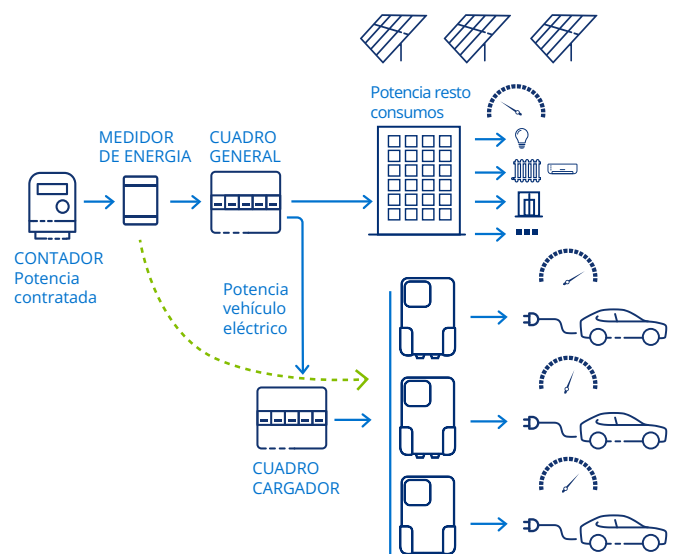 Potencia resto
consumos
MEDIDOR
DE ENERGIA
CUADRO
GENERAL
CONTADOR
Potencia
contratada
Potencia
vehículo
eléctrico
CUADRO
CARGADOR